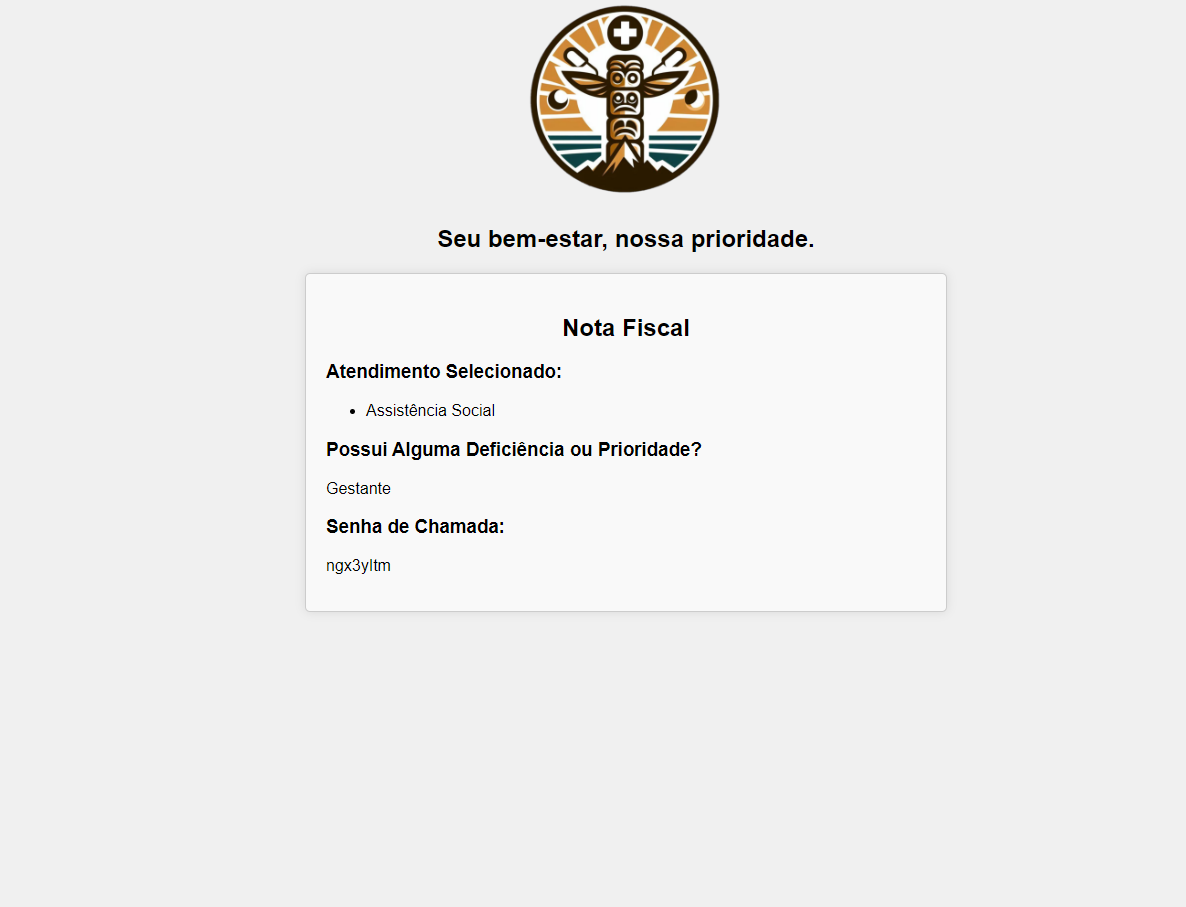 Seu bem-estar, nossa prioridade.
Nota Fiscal
Atendimento Selecionado:
Assistência Social
Possui Alguma Deficiência ou Prioridade?
Gestante
Senha de Chamada:
ngx3yltm